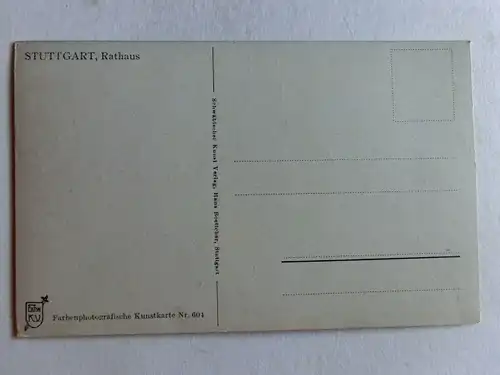 STUTTGART, Rathaus
Schwäbischer Kunst Verlag, Hans Boettcher, Stuttgart
Farbenphotografische Kunstkarte Nr. 604